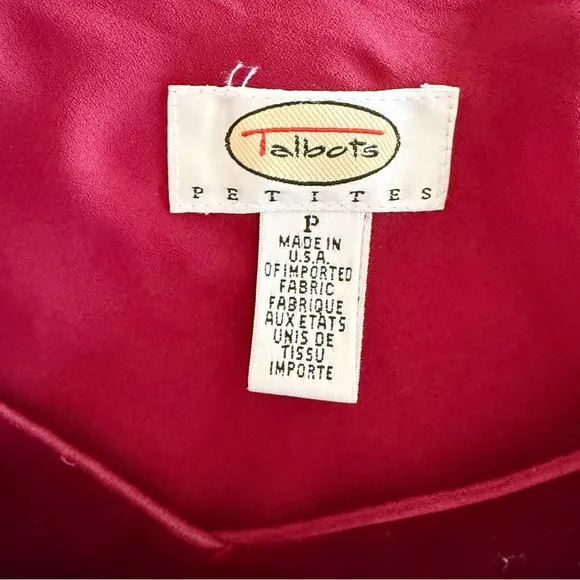 Talbots
PETITES
P
MADE IN
U.S.A.
OF IMPORTED
FABRIC
FABRIQUE
AUX ETATS
UNIS DE
TISSU
IMPORTE